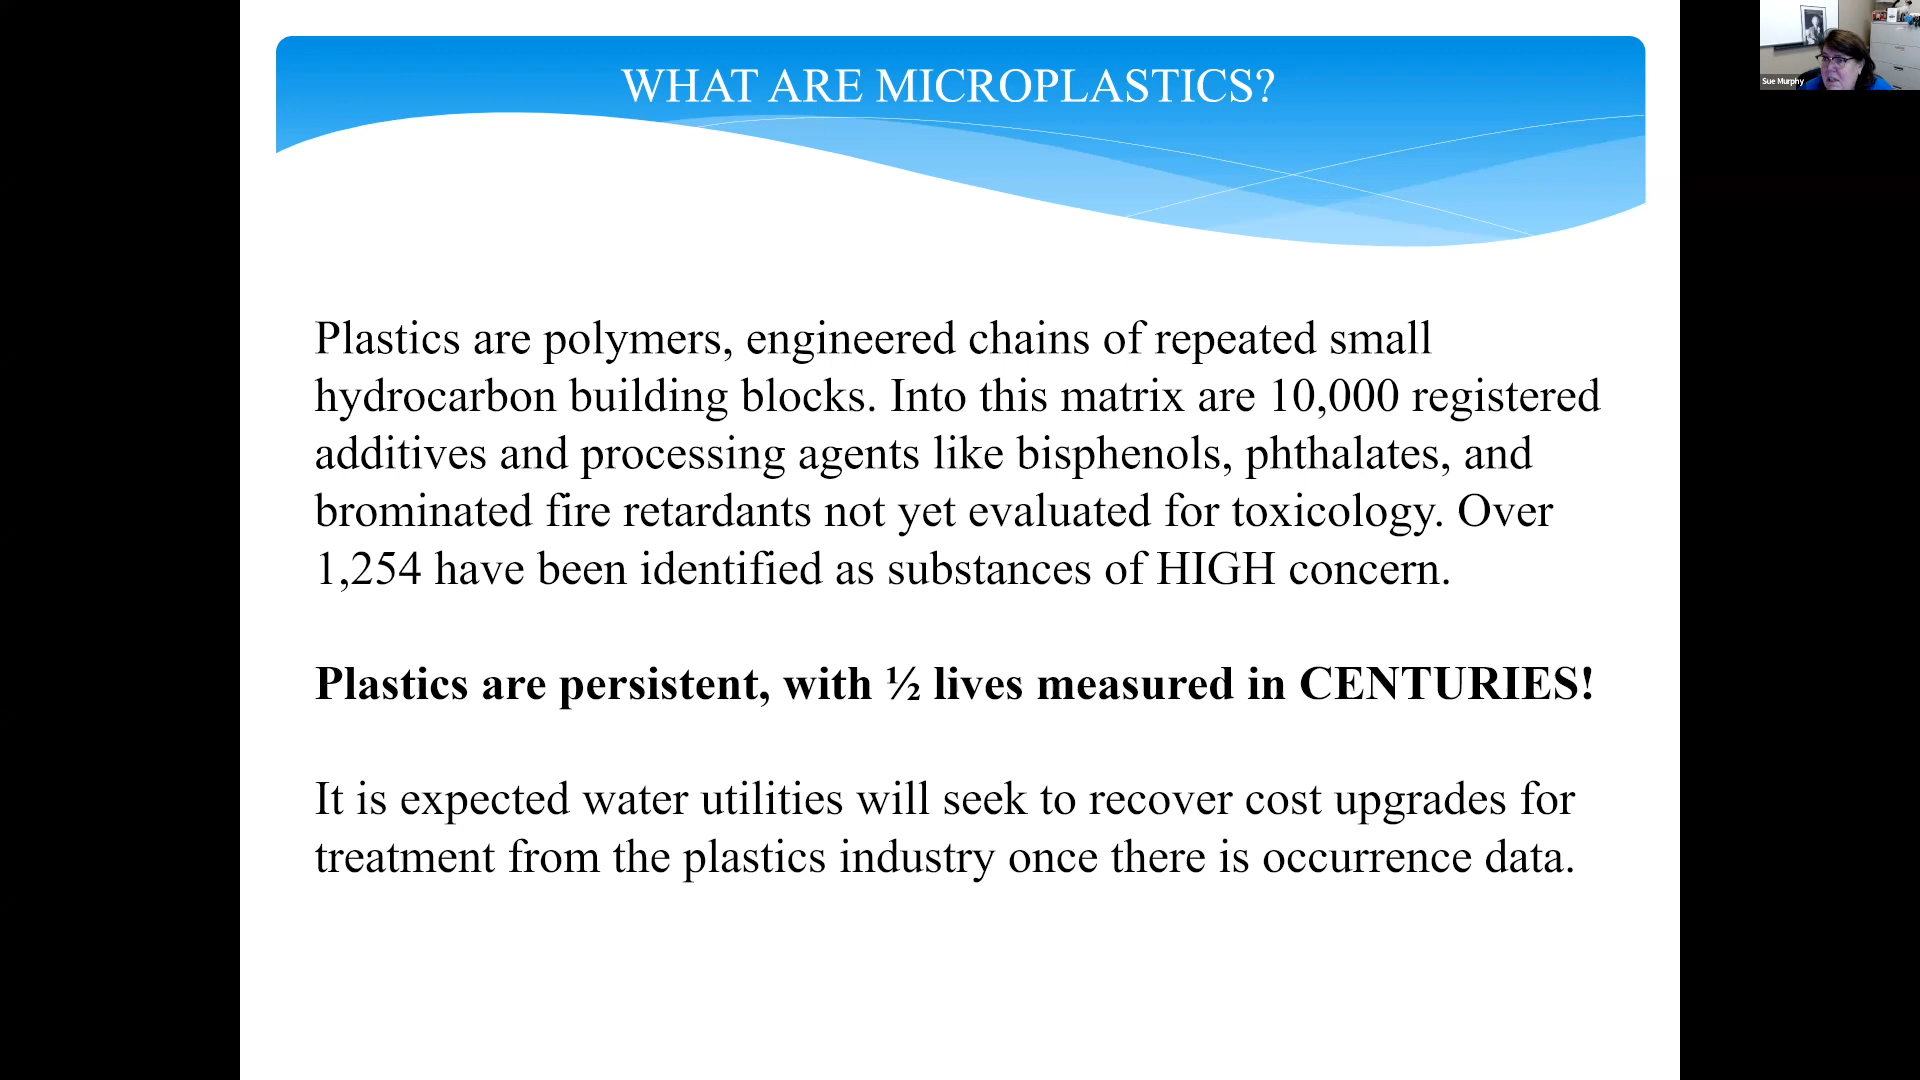 WHAT ARE MICROPLASTICS?
Sue Murphy
Plastics are polymers, engineered chains of repeated small
hydrocarbon building blocks. Into this matrix are 10,000 registered
additives and processing agents like bisphenols, phthalates, and
brominated fire retardants not yet evaluated for toxicology. Over
1,254 have been identified as substances of HIGH concern.
Plastics are persistent, with ½ lives measured in CENTURIES!
It is expected water utilities will seek to recover cost upgrades for
treatment from the plastics industry once there is occurrence data.